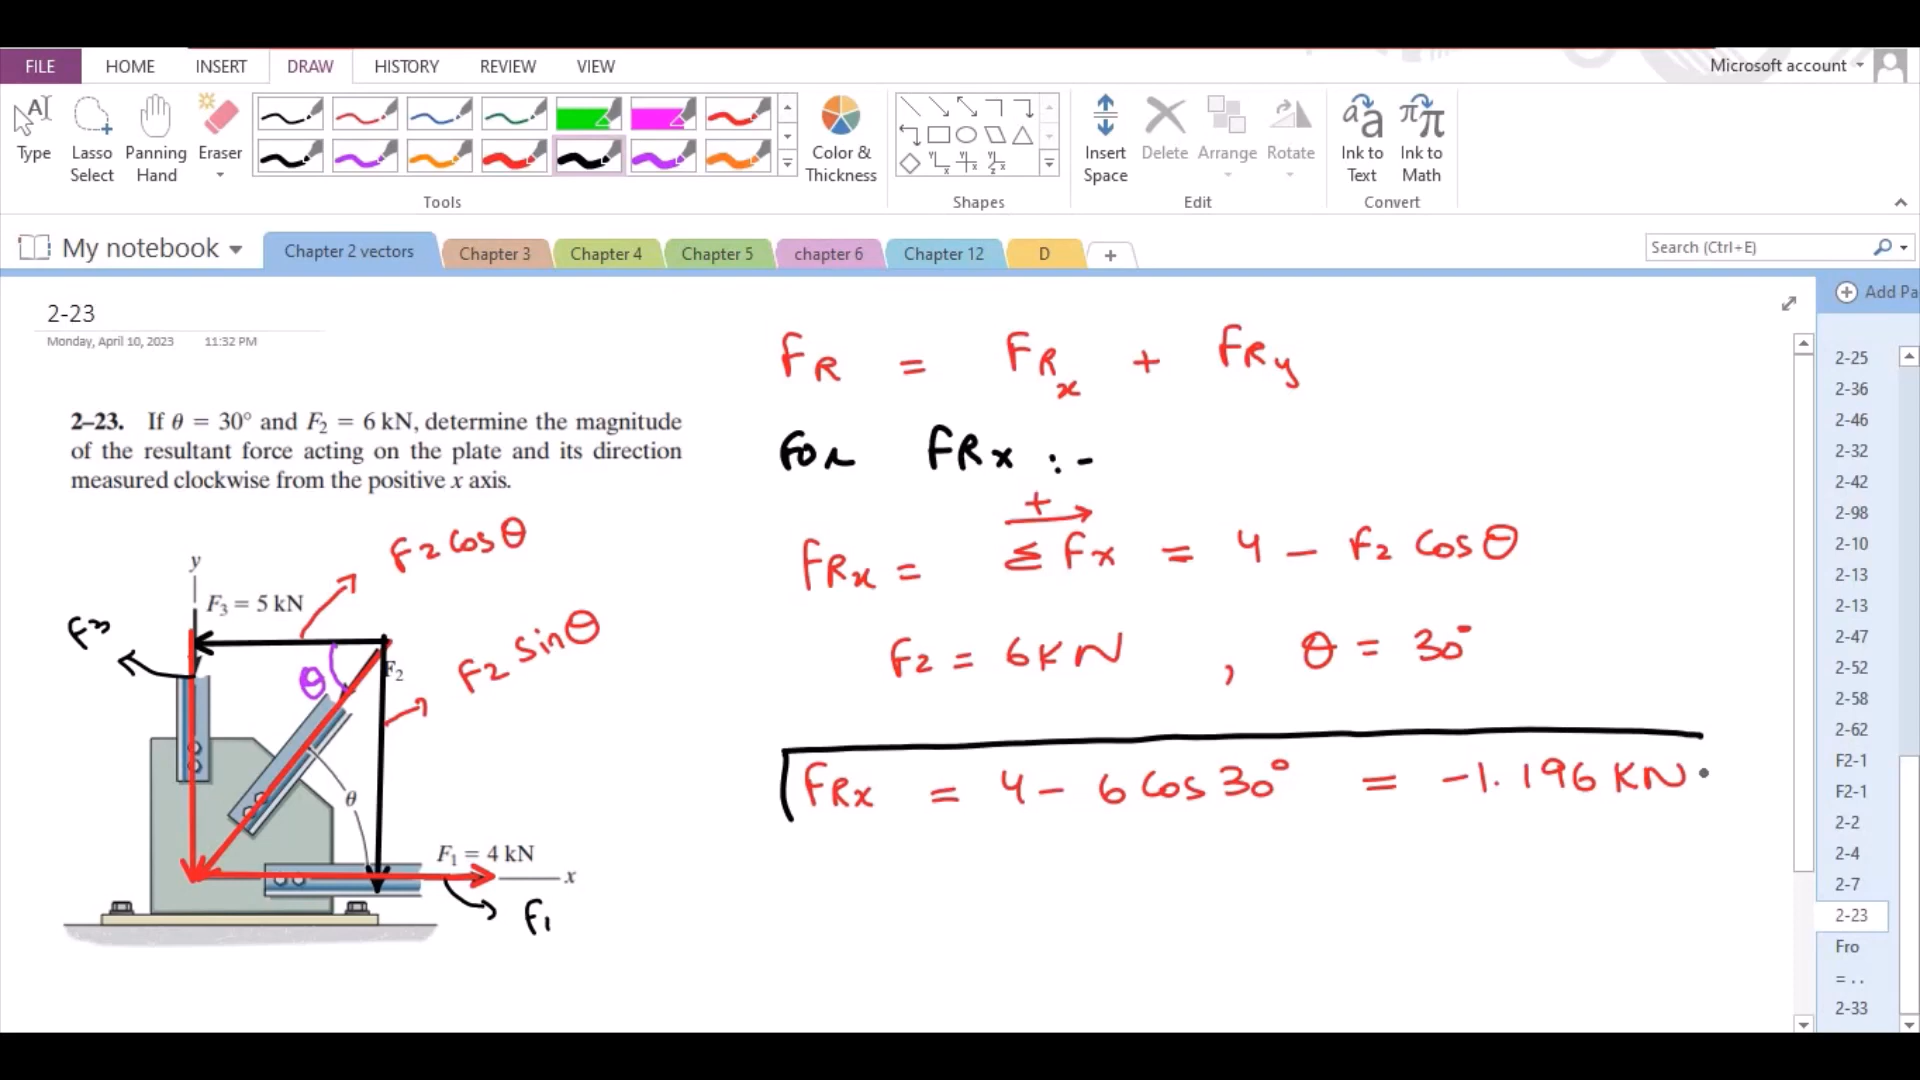 FILE HOME INSERT DRAW HISTORY REVIEW VIEW Microsoft account
Type Lasso Select Panning Hand Eraser Color & Thickness Insert Space Delete Arrange Rotate Ink to Text Ink to Math
Tools Shapes Edit Convert
My notebook Chapter 2 vectors Chapter 3 Chapter 4 Chapter 5 chapter 6 Chapter 12 D + Search (Ctrl+E)
2-23
Monday, April 10, 2023 11:32 PM
2–23. If θ = 30° and F₂ = 6 kN, determine the magnitude
of the resultant force acting on the plate and its direction
measured clockwise from the positive x axis.
F2 cosθ
y
F₃ = 5 kN
F3
F2 sinθ
θ
F₂
θ
F₁ = 4 kN
x
F1
FR = FRx + FRy
FOR FRx :-
+
FRx = ΣFx = 4 - F2 cosθ
F2 = 6KN , θ = 30°
FRx = 4 - 6 cos 30° = -1.196 KN
Add Pa
2-25
2-36
2-46
2-32
2-42
2-98
2-10
2-13
2-13
2-47
2-52
2-58
2-62
F2-1
F2-1
2-2
2-4
2-7
2-23
Fro
= . .
2-33